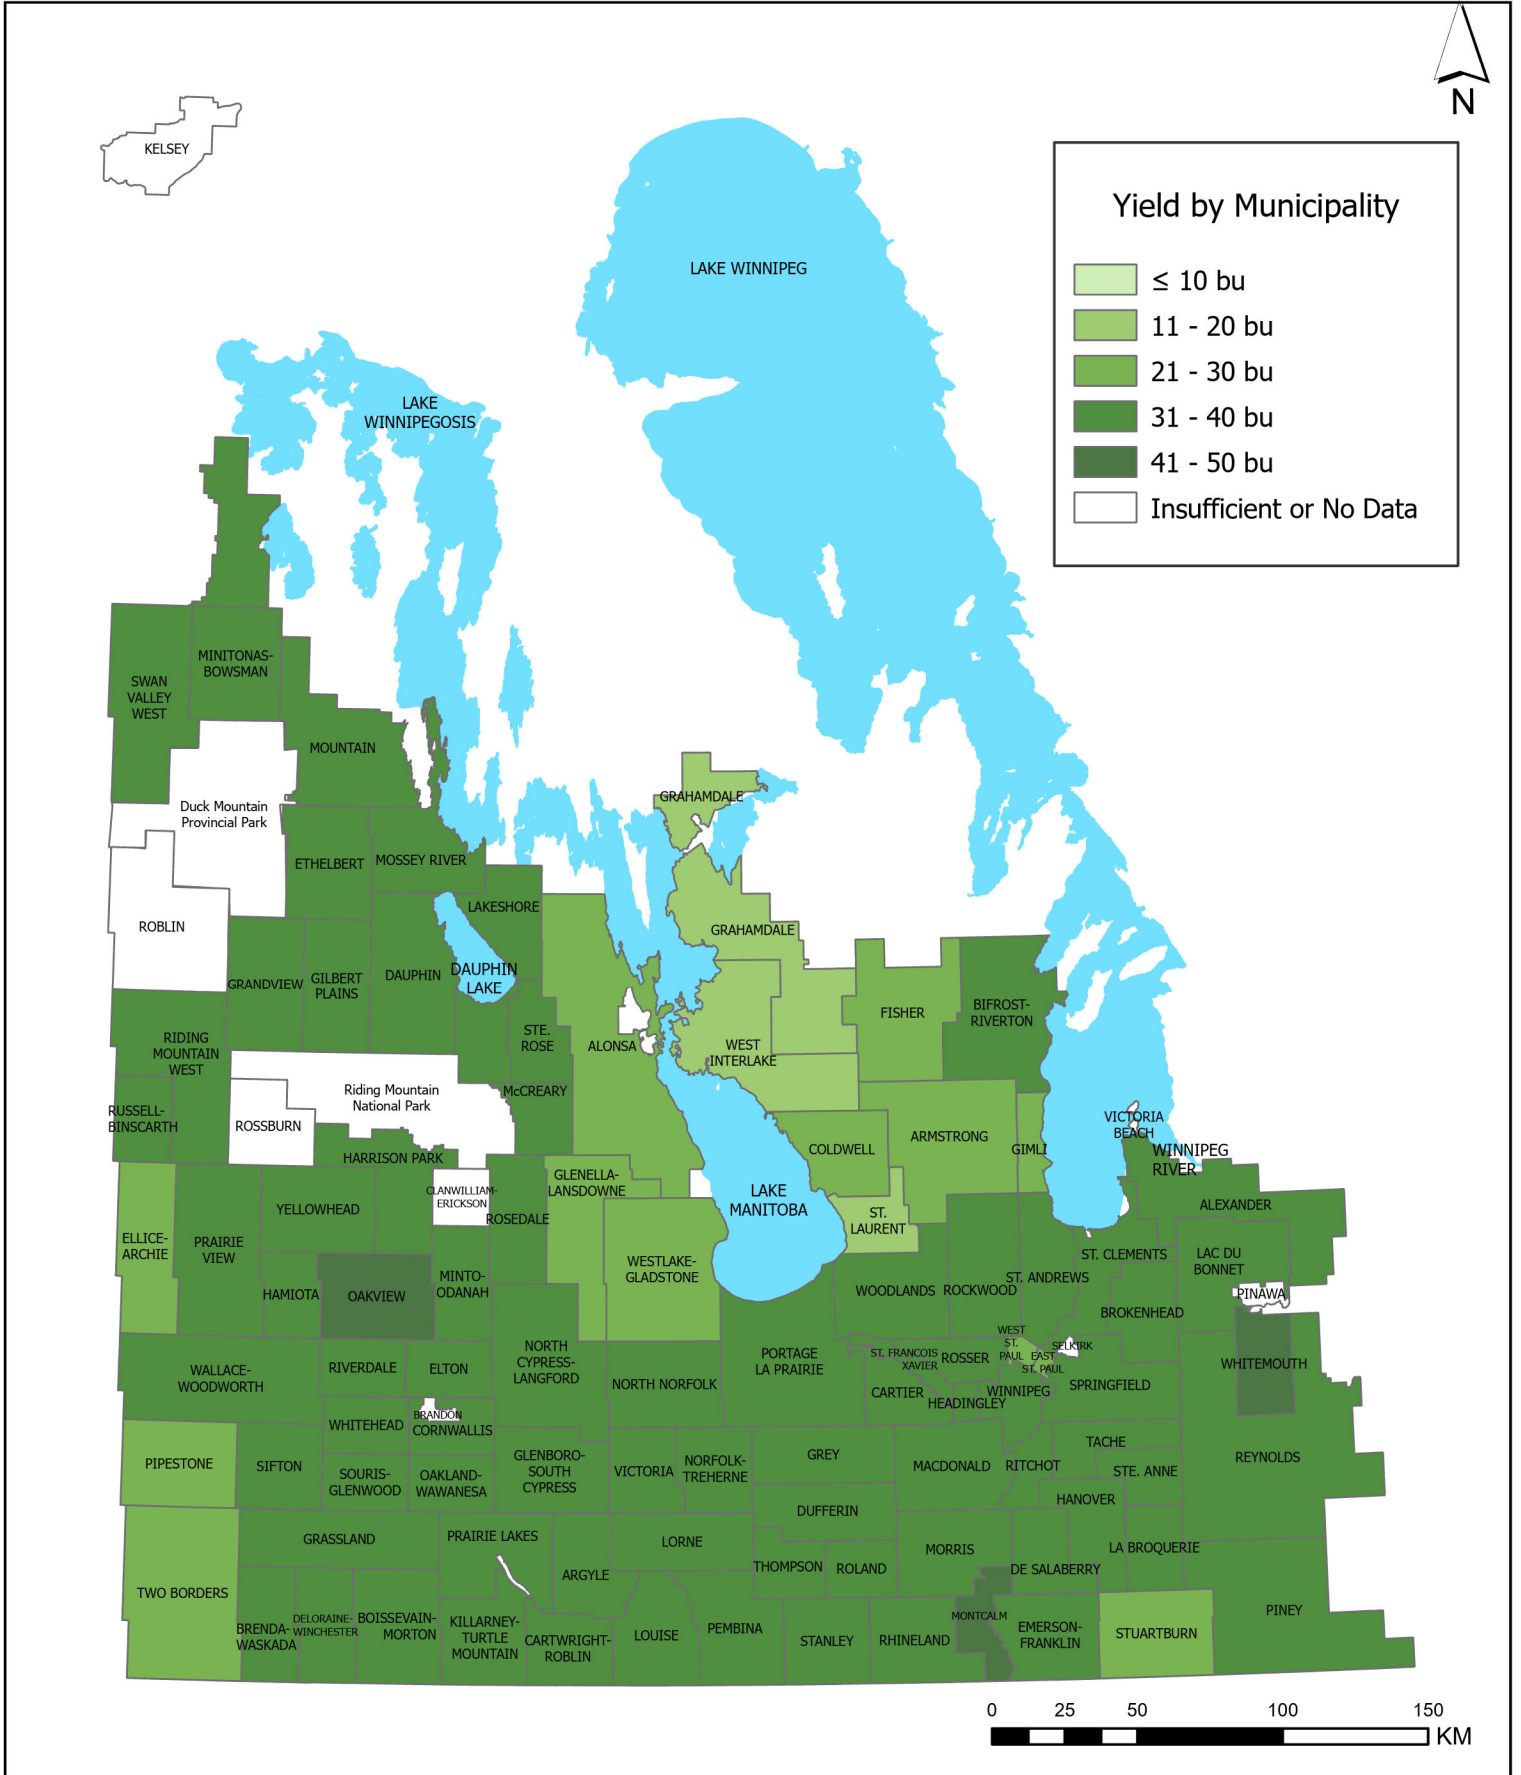 N
KELSEY
Yield by Municipality
≤ 10 bu
11 - 20 bu
21 - 30 bu
31 - 40 bu
41 - 50 bu
Insufficient or No Data
LAKE WINNIPEG
LAKE
WINNIPEGOSIS
MINITONAS-
BOWSMAN
SWAN
VALLEY
WEST
MOUNTAIN
Duck Mountain
Provincial Park
GRAHAMDALE
ETHELBERT
MOSSEY RIVER
ROBLIN
LAKESHORE
GRAHAMDALE
GRANDVIEW
GILBERT
PLAINS
DAUPHIN
DAUPHIN
LAKE
FISHER
BIFROST-
RIVERTON
RIDING
MOUNTAIN
WEST
STE.
ROSE
ALONSA
WEST
INTERLAKE
RUSSELL-
BINSCARTH
ROSSBURN
Riding Mountain
National Park
McCREARY
VICTORIA
BEACH
WINNIPEG
RIVER
HARRISON PARK
COLDWELL
ARMSTRONG
GIMLI
GLENELLA-
LANSDOWNE
CLANWILLIAM-
ERICKSON
LAKE
MANITOBA
ST.
LAURENT
ALEXANDER
YELLOWHEAD
ROSEDALE
ELLICE-
ARCHIE
PRAIRIE
VIEW
WESTLAKE-
GLADSTONE
ST. CLEMENTS
LAC DU
BONNET
HAMIOTA
OAKVIEW
MINTO-
ODANAH
WOODLANDS
ROCKWOOD
ST. ANDREWS
PINAWA
BROKENHEAD
WALLACE-
WOODWORTH
RIVERDALE
ELTON
NORTH
CYPRESS-
LANGFORD
NORTH NORFOLK
PORTAGE
LA PRAIRIE
ST. FRANCOIS
XAVIER
ROSSER
WEST
ST.
PAUL
EAST
ST. PAUL
SELKIRK
WHITEMOUTH
CARTIER
HEADINGLEY
WINNIPEG
SPRINGFIELD
WHITEHEAD
BRANDON
CORNWALLIS
PIPESTONE
SIFTON
SOURIS-
GLENWOOD
OAKLAND-
WAWANESA
GLENBORO-
SOUTH
CYPRESS
VICTORIA
NORFOLK-
TREHERNE
GREY
MACDONALD
RITCHOT
TACHE
STE. ANNE
REYNOLDS
HANOVER
DUFFERIN
GRASSLAND
PRAIRIE LAKES
LORNE
ARGYLE
THOMPSON
ROLAND
MORRIS
DE SALABERRY
LA BROQUERIE
TWO BORDERS
BRENDA-
WASKADA
DELORAINE-
WINCHESTER
BOISSEVAIN-
MORTON
KILLARNEY-
TURTLE
MOUNTAIN
CARTWRIGHT-
ROBLIN
LOUISE
PEMBINA
STANLEY
RHINELAND
MONTCALM
EMERSON-
FRANKLIN
STUARTBURN
PINEY
0 25 50 100 150
KM